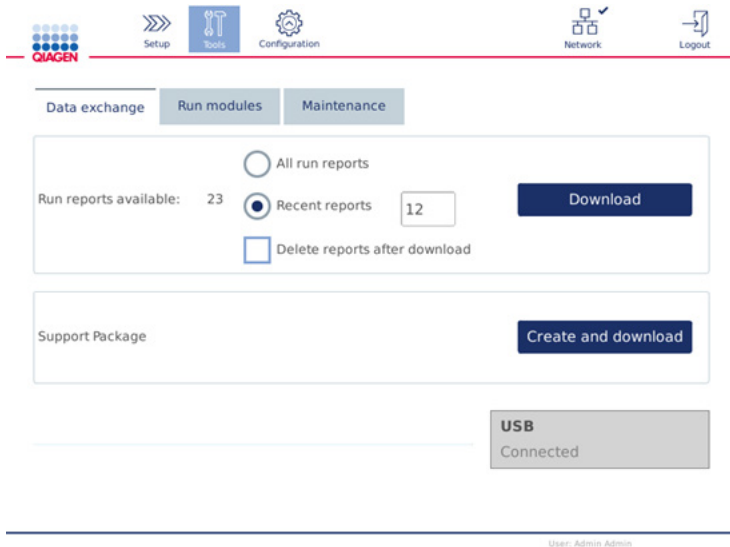 QIAGEN
Setup
Tools
Configuration
Network
Logout
Data exchange
Run modules
Maintenance
All run reports
Run reports available: 23
Recent reports 12
Download
Delete reports after download
Support Package
Create and download
USB
Connected
User: Admin Admin